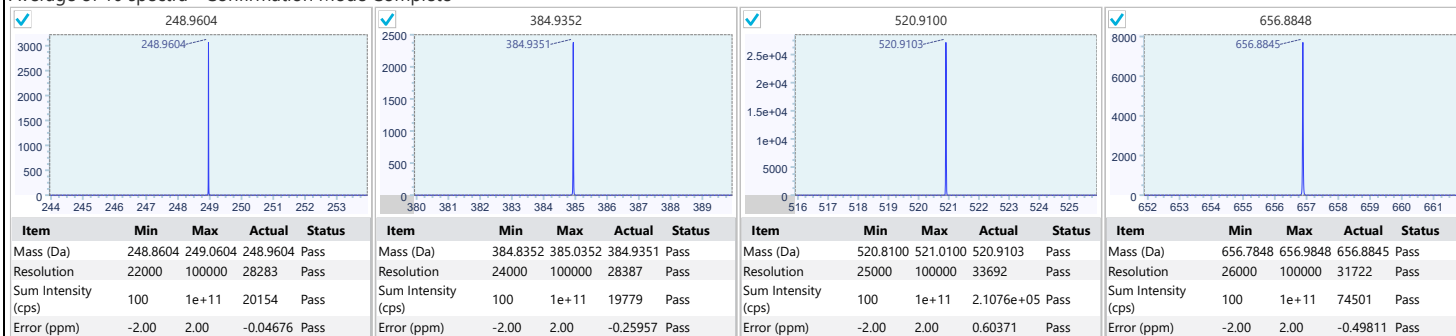 Average of 10 spectra - Confirmation Mode Complete
248.9604
248.9604
3000
2500
2000
1500
1000
500
0
244 245 246 247 248 249 250 251 252 253
Item Min Max Actual Status
Mass (Da) 248.8604 249.0604 248.9604 Pass
Resolution 22000 100000 28283 Pass
Sum Intensity (cps) 100 1e+11 20154 Pass
Error (ppm) -2.00 2.00 -0.04676 Pass
384.9352
384.9351
2500
2000
1500
1000
500
0
380 381 382 383 384 385 386 387 388 389
Item Min Max Actual Status
Mass (Da) 384.8352 385.0352 384.9351 Pass
Resolution 24000 100000 28387 Pass
Sum Intensity (cps) 100 1e+11 19779 Pass
Error (ppm) -2.00 2.00 -0.25957 Pass
520.9100
520.9103
2.5e+04
2e+04
1.5e+04
1e+04
5000
0
516 517 518 519 520 521 522 523 524 525
Item Min Max Actual Status
Mass (Da) 520.8100 521.0100 520.9103 Pass
Resolution 25000 100000 33692 Pass
Sum Intensity (cps) 100 1e+11 2.1076e+05 Pass
Error (ppm) -2.00 2.00 0.60371 Pass
656.8848
656.8845
8000
6000
4000
2000
0
652 653 654 655 656 657 658 659 660 661
Item Min Max Actual Status
Mass (Da) 656.7848 656.9848 656.8845 Pass
Resolution 26000 100000 31722 Pass
Sum Intensity (cps) 100 1e+11 74501 Pass
Error (ppm) -2.00 2.00 -0.49811 Pass